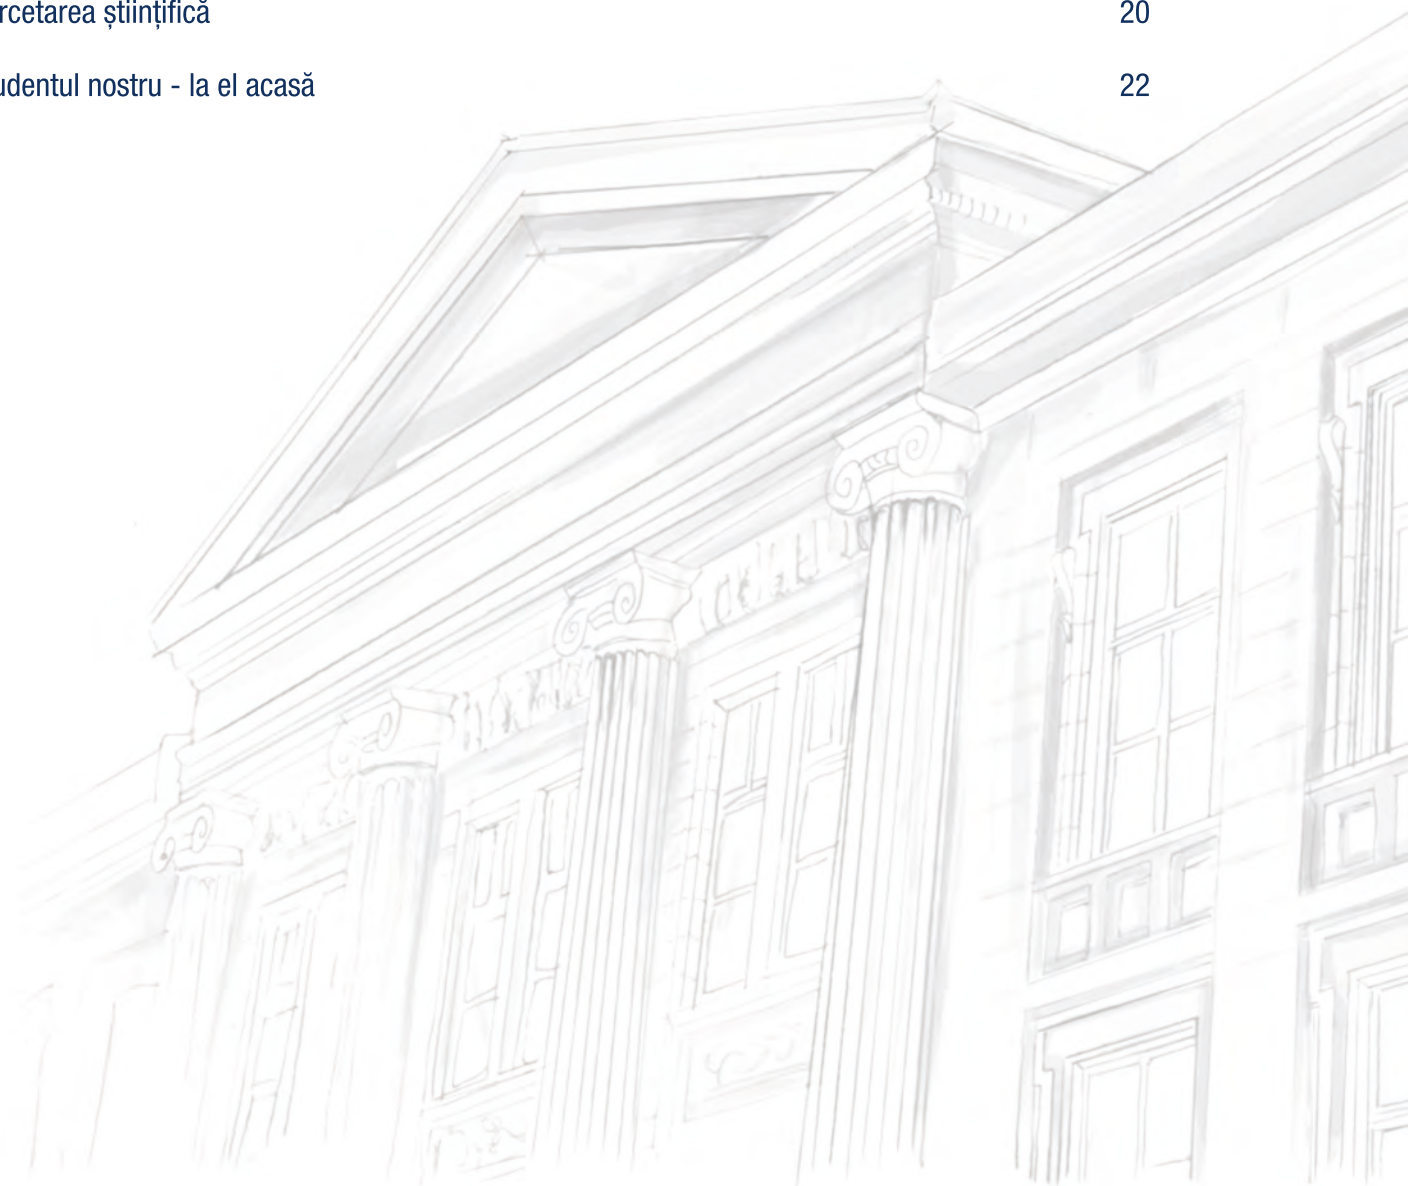 rcetarea științifică 20
udentul nostru - la el acasă 22